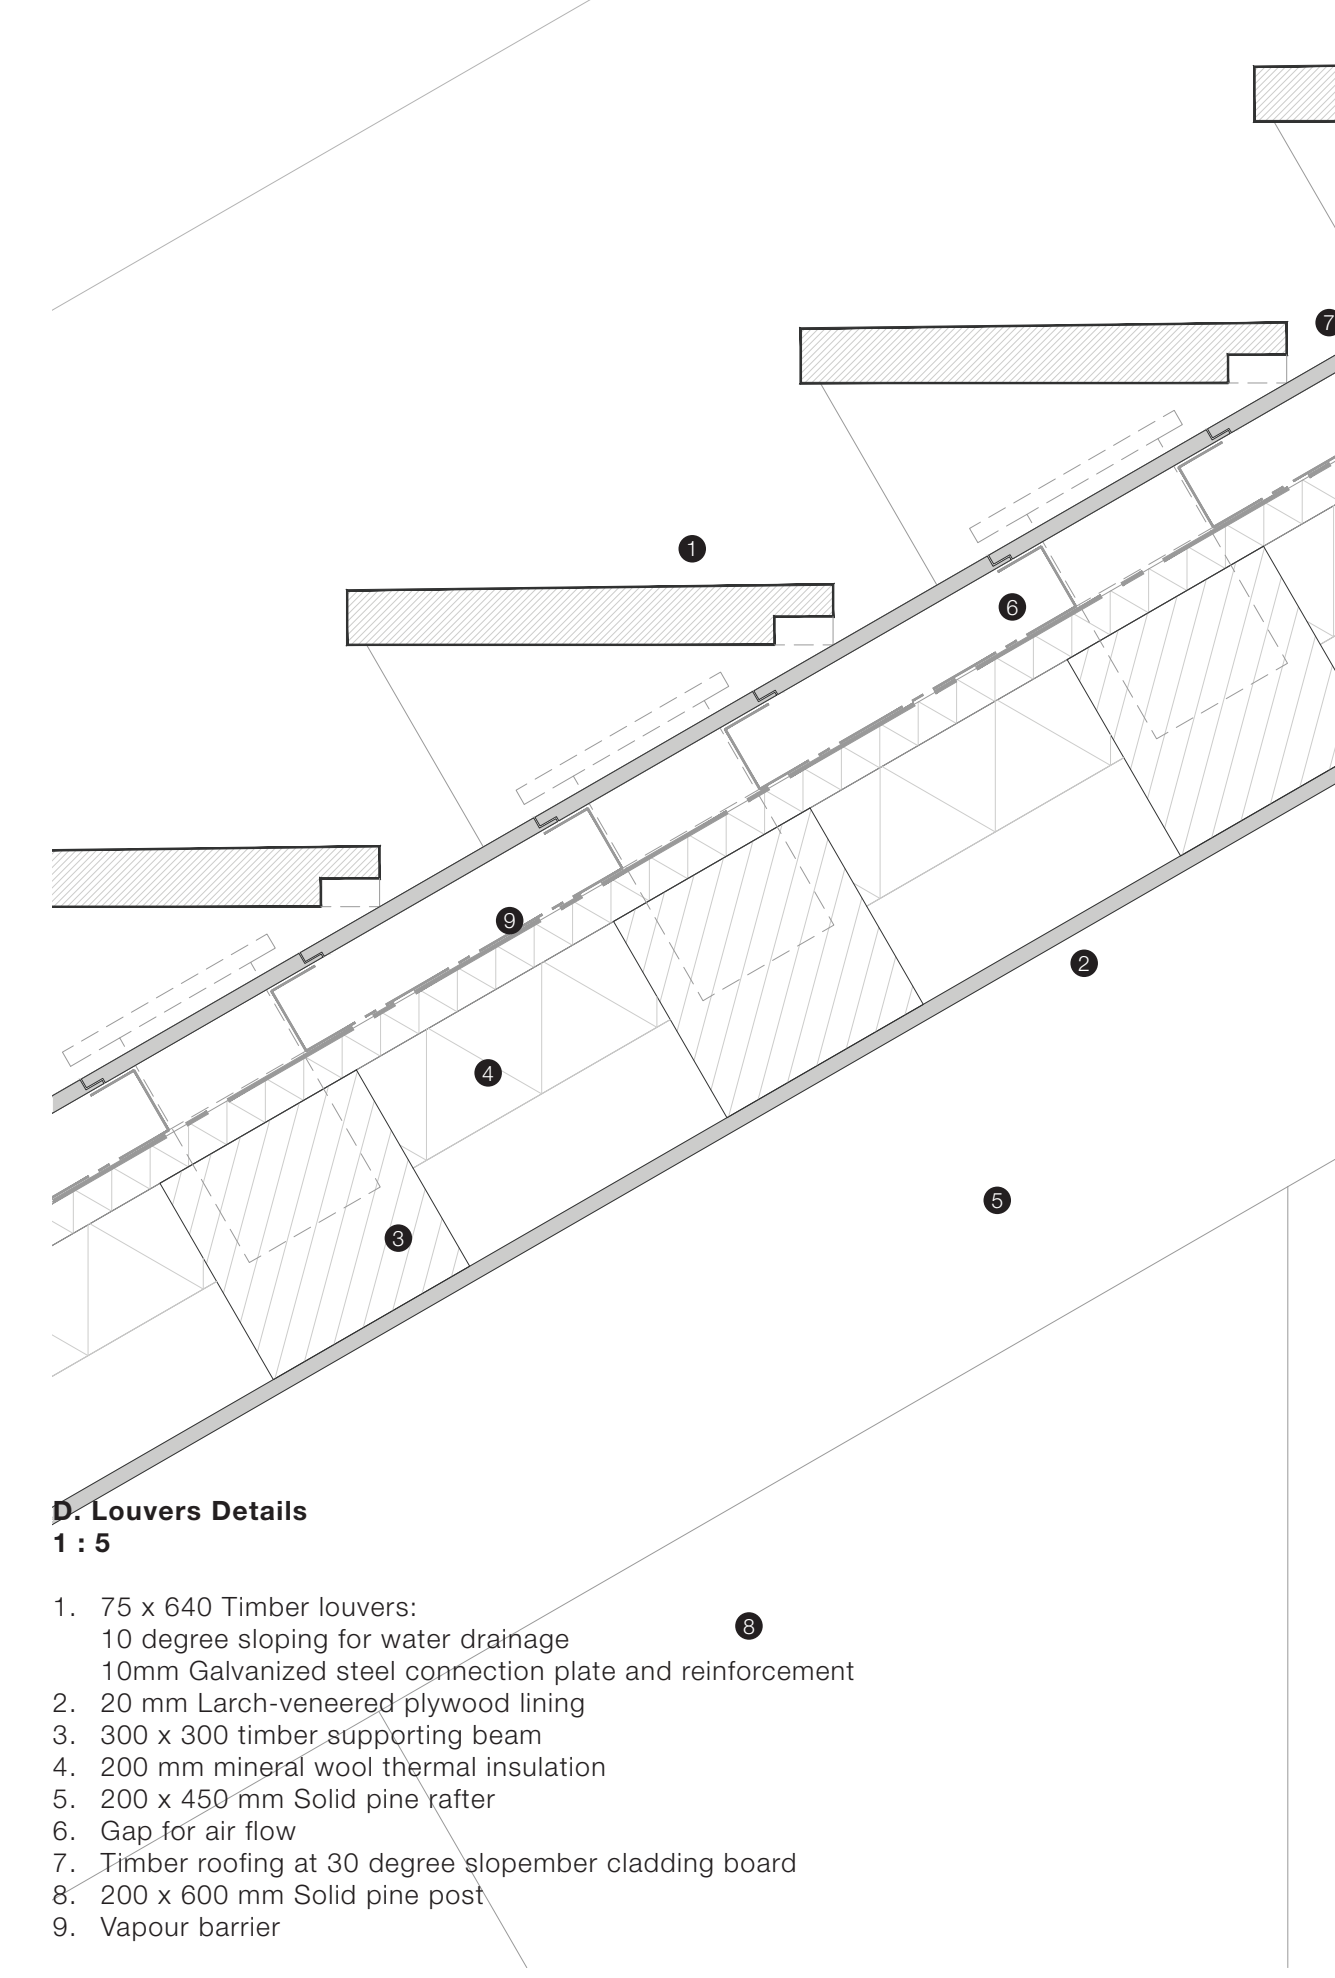 7
1
6
9
2
4
5
3
D. Louvers Details
1 : 5
1. 75 x 640 Timber louvers:
10 degree sloping for water drainage
8
10mm Galvanized steel connection plate and reinforcement
2. 20 mm Larch-veneered plywood lining
3. 300 x 300 timber supporting beam
4. 200 mm mineral wool thermal insulation
5. 200 x 450 mm Solid pine rafter
6. Gap for air flow
7. Timber roofing at 30 degree slopember cladding board
8. 200 x 600 mm Solid pine post
9. Vapour barrier